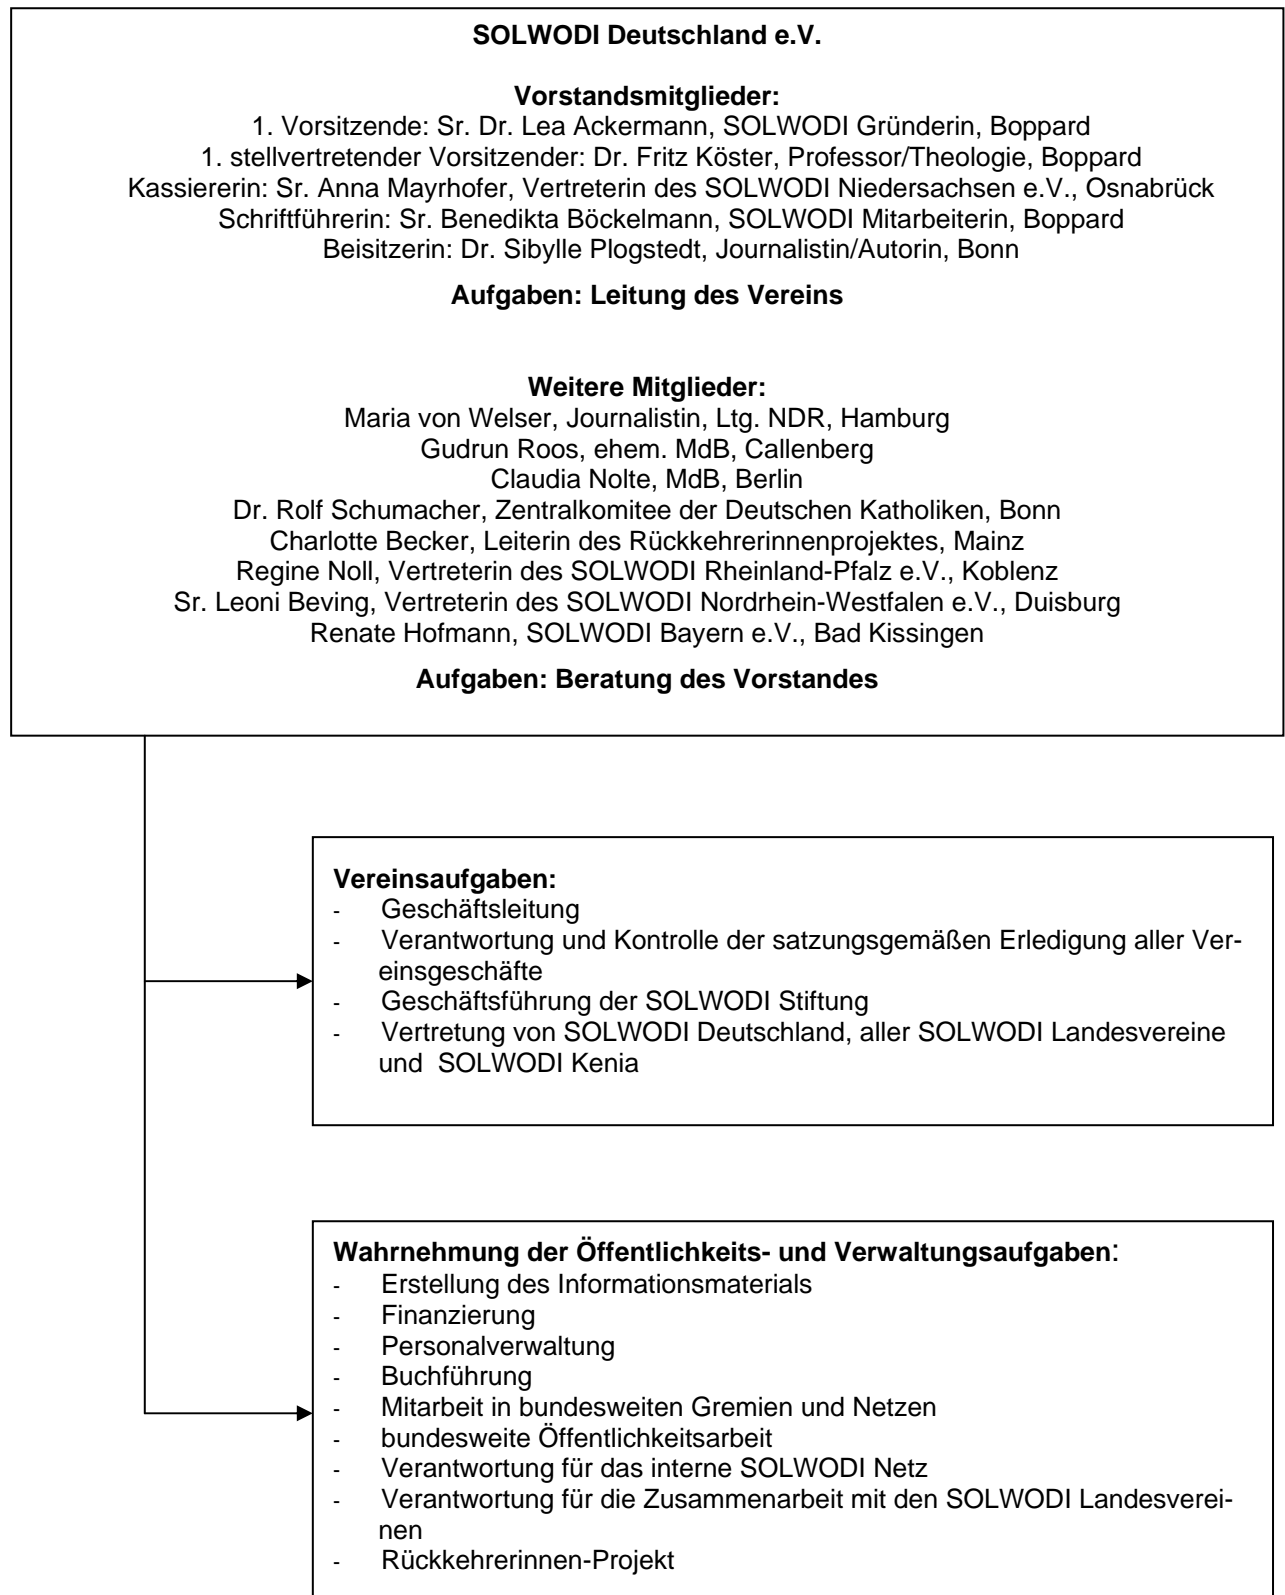 SOLWODI Deutschland e.V.
Vorstandsmitglieder:
1. Vorsitzende: Sr. Dr. Lea Ackermann, SOLWODI Gründerin, Boppard
1. stellvertretender Vorsitzender: Dr. Fritz Köster, Professor/Theologie, Boppard
Kassiererin: Sr. Anna Mayrhofer, Vertreterin des SOLWODI Niedersachsen e.V., Osnabrück
Schriftführerin: Sr. Benedikta Böckelmann, SOLWODI Mitarbeiterin, Boppard
Beisitzerin: Dr. Sibylle Plogstedt, Journalistin/Autorin, Bonn
Aufgaben: Leitung des Vereins
Weitere Mitglieder:
Maria von Welser, Journalistin, Ltg. NDR, Hamburg
Gudrun Roos, ehem. MdB, Callenberg
Claudia Nolte, MdB, Berlin
Dr. Rolf Schumacher, Zentralkomitee der Deutschen Katholiken, Bonn
Charlotte Becker, Leiterin des Rückkehrerinnenprojektes, Mainz
Regine Noll, Vertreterin des SOLWODI Rheinland-Pfalz e.V., Koblenz
Sr. Leoni Beving, Vertreterin des SOLWODI Nordrhein-Westfalen e.V., Duisburg
Renate Hofmann, SOLWODI Bayern e.V., Bad Kissingen
Aufgaben: Beratung des Vorstandes
Vereinsaufgaben:
- Geschäftsleitung
- Verantwortung und Kontrolle der satzungsgemäßen Erledigung aller Ver-
einsgeschäfte
- Geschäftsführung der SOLWODI Stiftung
- Vertretung von SOLWODI Deutschland, aller SOLWODI Landesvereine
und SOLWODI Kenia
Wahrnehmung der Öffentlichkeits- und Verwaltungsaufgaben:
- Erstellung des Informationsmaterials
- Finanzierung
- Personalverwaltung
- Buchführung
- Mitarbeit in bundesweiten Gremien und Netzen
- bundesweite Öffentlichkeitsarbeit
- Verantwortung für das interne SOLWODI Netz
- Verantwortung für die Zusammenarbeit mit den SOLWODI Landesverei-
nen
- Rückkehrerinnen-Projekt